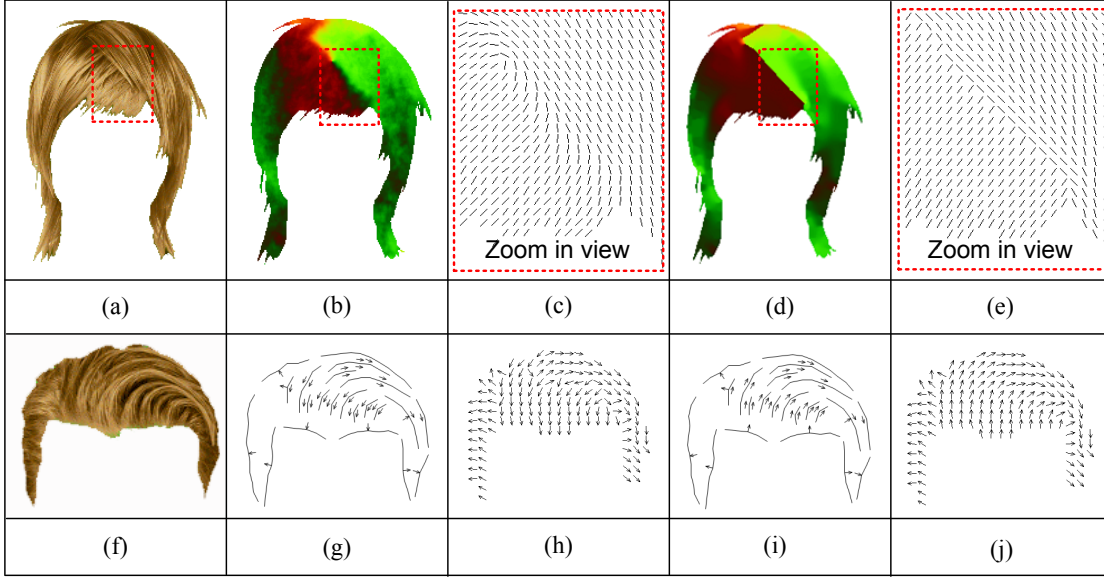 Zoom in view
Zoom in view
(a)
(b)
(c)
(d)
(e)
(f)
(g)
(h)
(i)
(j)